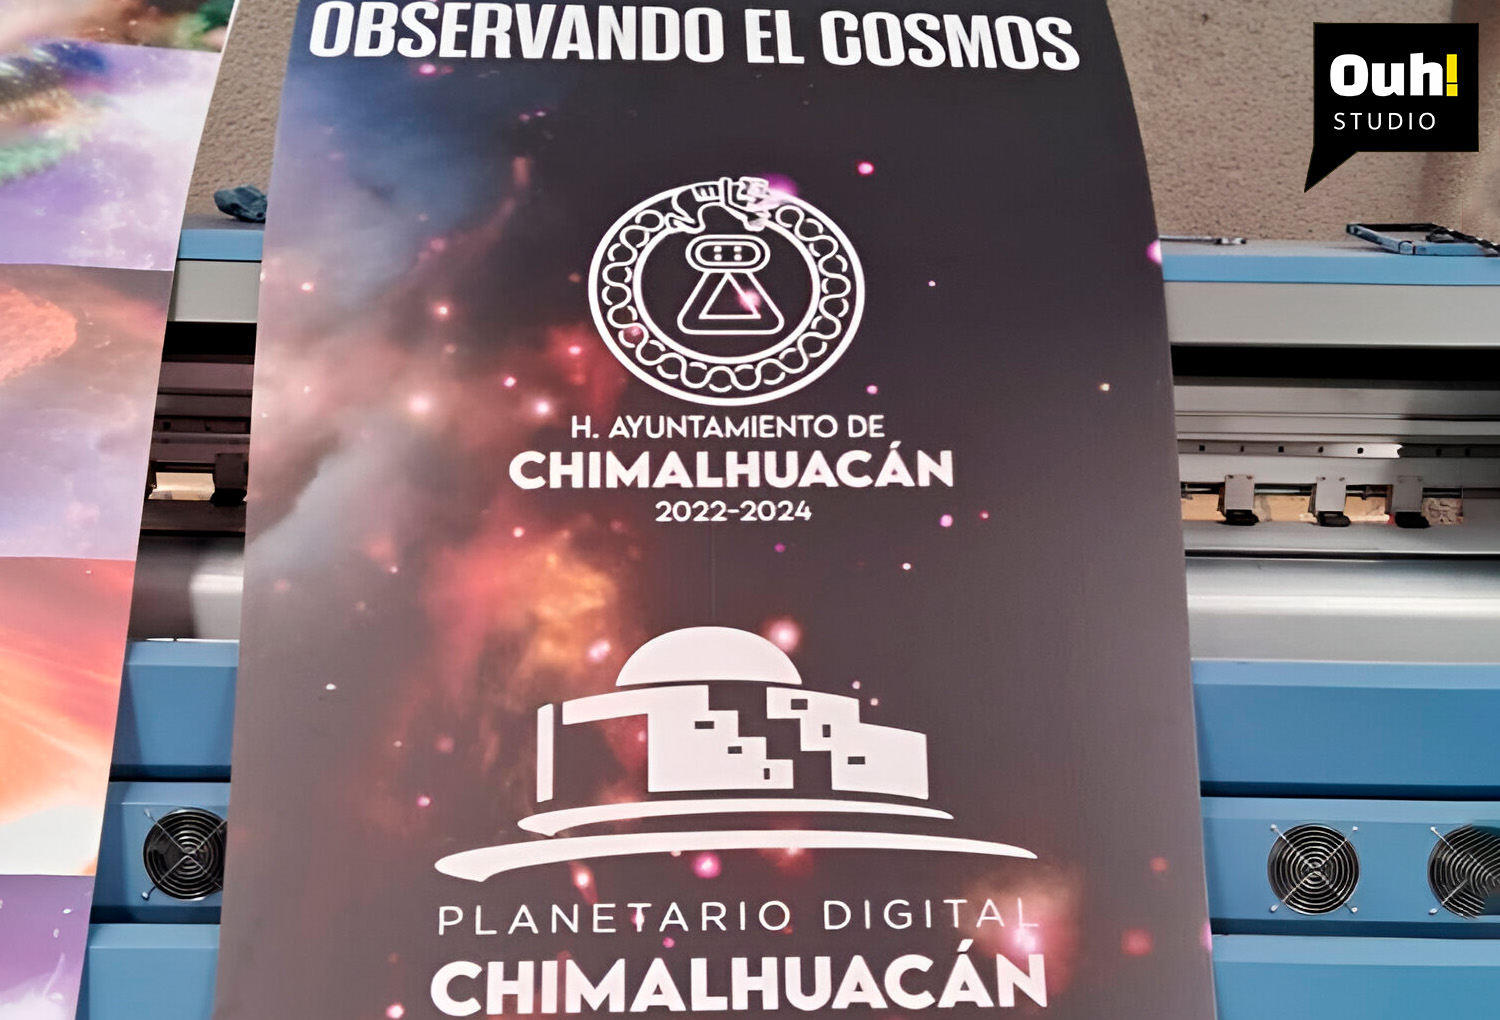 OBSERVANDO EL COSMOS
Ouh!
STUDIO
H. AYUNTAMIENTO DE
CHIMALHUACÁN
2022-2024
PLANETARIO DIGITAL
CHIMALHUACÁN